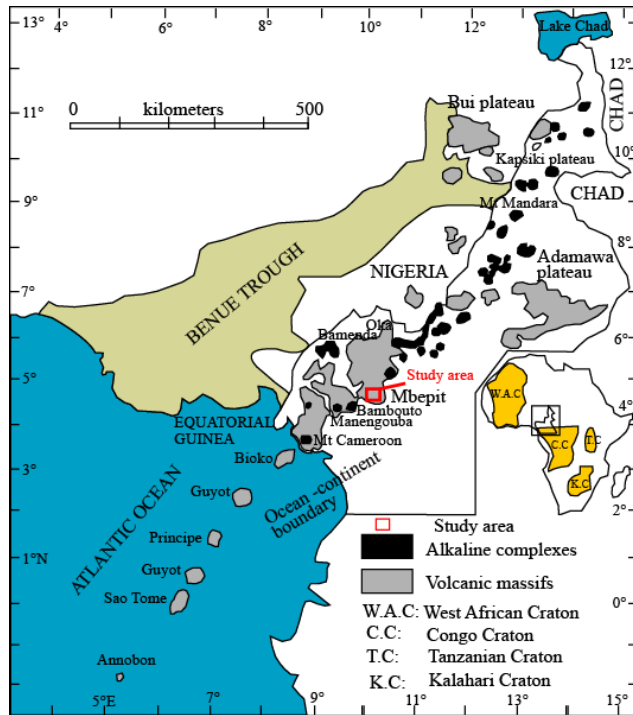 4° 6° 8° 10° 12° 14°
13°
Lake Chad
12°
CHAD
0 kilometers 500
Bui plateau
11°
Kapsiki plateau
10°
CHAD
9°
Mt Mandara
8°
NIGERIA
Adamawa
plateau
BENUE TROUGH
7°
6°
Oku
Bamenda
Study area
Mbepit
5°
W.A.C
Bambouto
4°
EQUATORIAL
GUINEA
Manengouba
Mt Cameroon
C.C
T.C
Bioko
3°
K.C
Ocean -continent
boundary
ATLANTIC OCEAN
Guyot
2°
Study area
Principe
Alkaline complexes
1°N
Guyot
Volcanic massifs
Sao Tome
0°
W.A.C: West African Craton
C.C: Congo Craton
T.C: Tanzanian Craton
K.C: Kalahari Craton
Annobon
5°E 7° 9° 11° 13° 15°